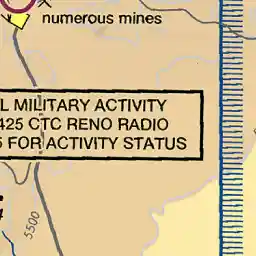 numerous mines
L MILITARY ACTIVITY
425 CTC RENO RADIO
FOR ACTIVITY STATUS
5500